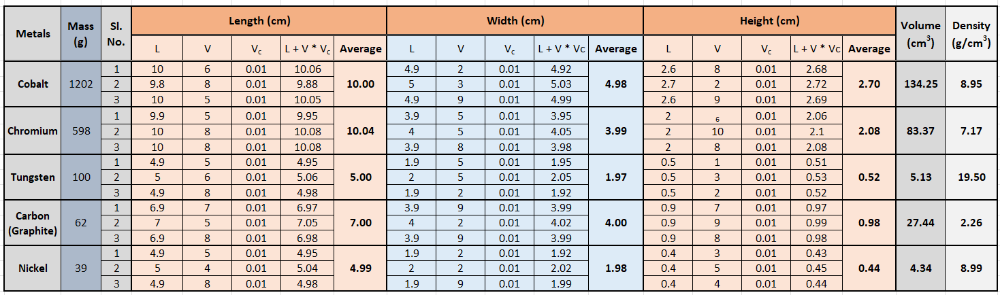 Metals Mass (g) Sl. No. Length (cm) Width (cm) Height (cm) Volume (cm³) Density (g/cm³)
L V Vc L + V * Vc Average L V Vc L + V * Vc Average L V Vc L + V * Vc Average
Cobalt 1202 1 10 6 0.01 10.06 10.00 4.9 2 0.01 4.92 4.98 2.6 8 0.01 2.68 2.70 134.25 8.95
2 9.8 8 0.01 9.88 5 3 0.01 5.03 2.7 2 0.01 2.72
3 10 5 0.01 10.05 4.9 9 0.01 4.99 2.6 9 0.01 2.69
Chromium 598 1 9.9 5 0.01 9.95 10.04 3.9 5 0.01 3.95 3.99 2 6 0.01 2.06 2.08 83.37 7.17
2 10 8 0.01 10.08 4 5 0.01 4.05 2 10 0.01 2.1
3 10 8 0.01 10.08 3.9 8 0.01 3.98 2 8 0.01 2.08
Tungsten 100 1 4.9 5 0.01 4.95 5.00 1.9 5 0.01 1.95 1.97 0.5 1 0.01 0.51 0.52 5.13 19.50
2 5 6 0.01 5.06 2 5 0.01 2.05 0.5 3 0.01 0.53
3 4.9 8 0.01 4.98 1.9 2 0.01 1.92 0.5 2 0.01 0.52
Carbon (Graphite) 62 1 6.9 7 0.01 6.97 7.00 3.9 9 0.01 3.99 4.00 0.9 7 0.01 0.97 0.98 27.44 2.26
2 7 5 0.01 7.05 4 2 0.01 4.02 0.9 9 0.01 0.99
3 6.9 8 0.01 6.98 3.9 9 0.01 3.99 0.9 8 0.01 0.98
Nickel 39 1 4.9 5 0.01 4.95 4.99 1.9 2 0.01 1.92 1.98 0.4 3 0.01 0.43 0.44 4.34 8.99
2 5 4 0.01 5.04 2 2 0.01 2.02 0.4 5 0.01 0.45
3 4.9 8 0.01 4.98 1.9 9 0.01 1.99 0.4 4 0.01 0.44